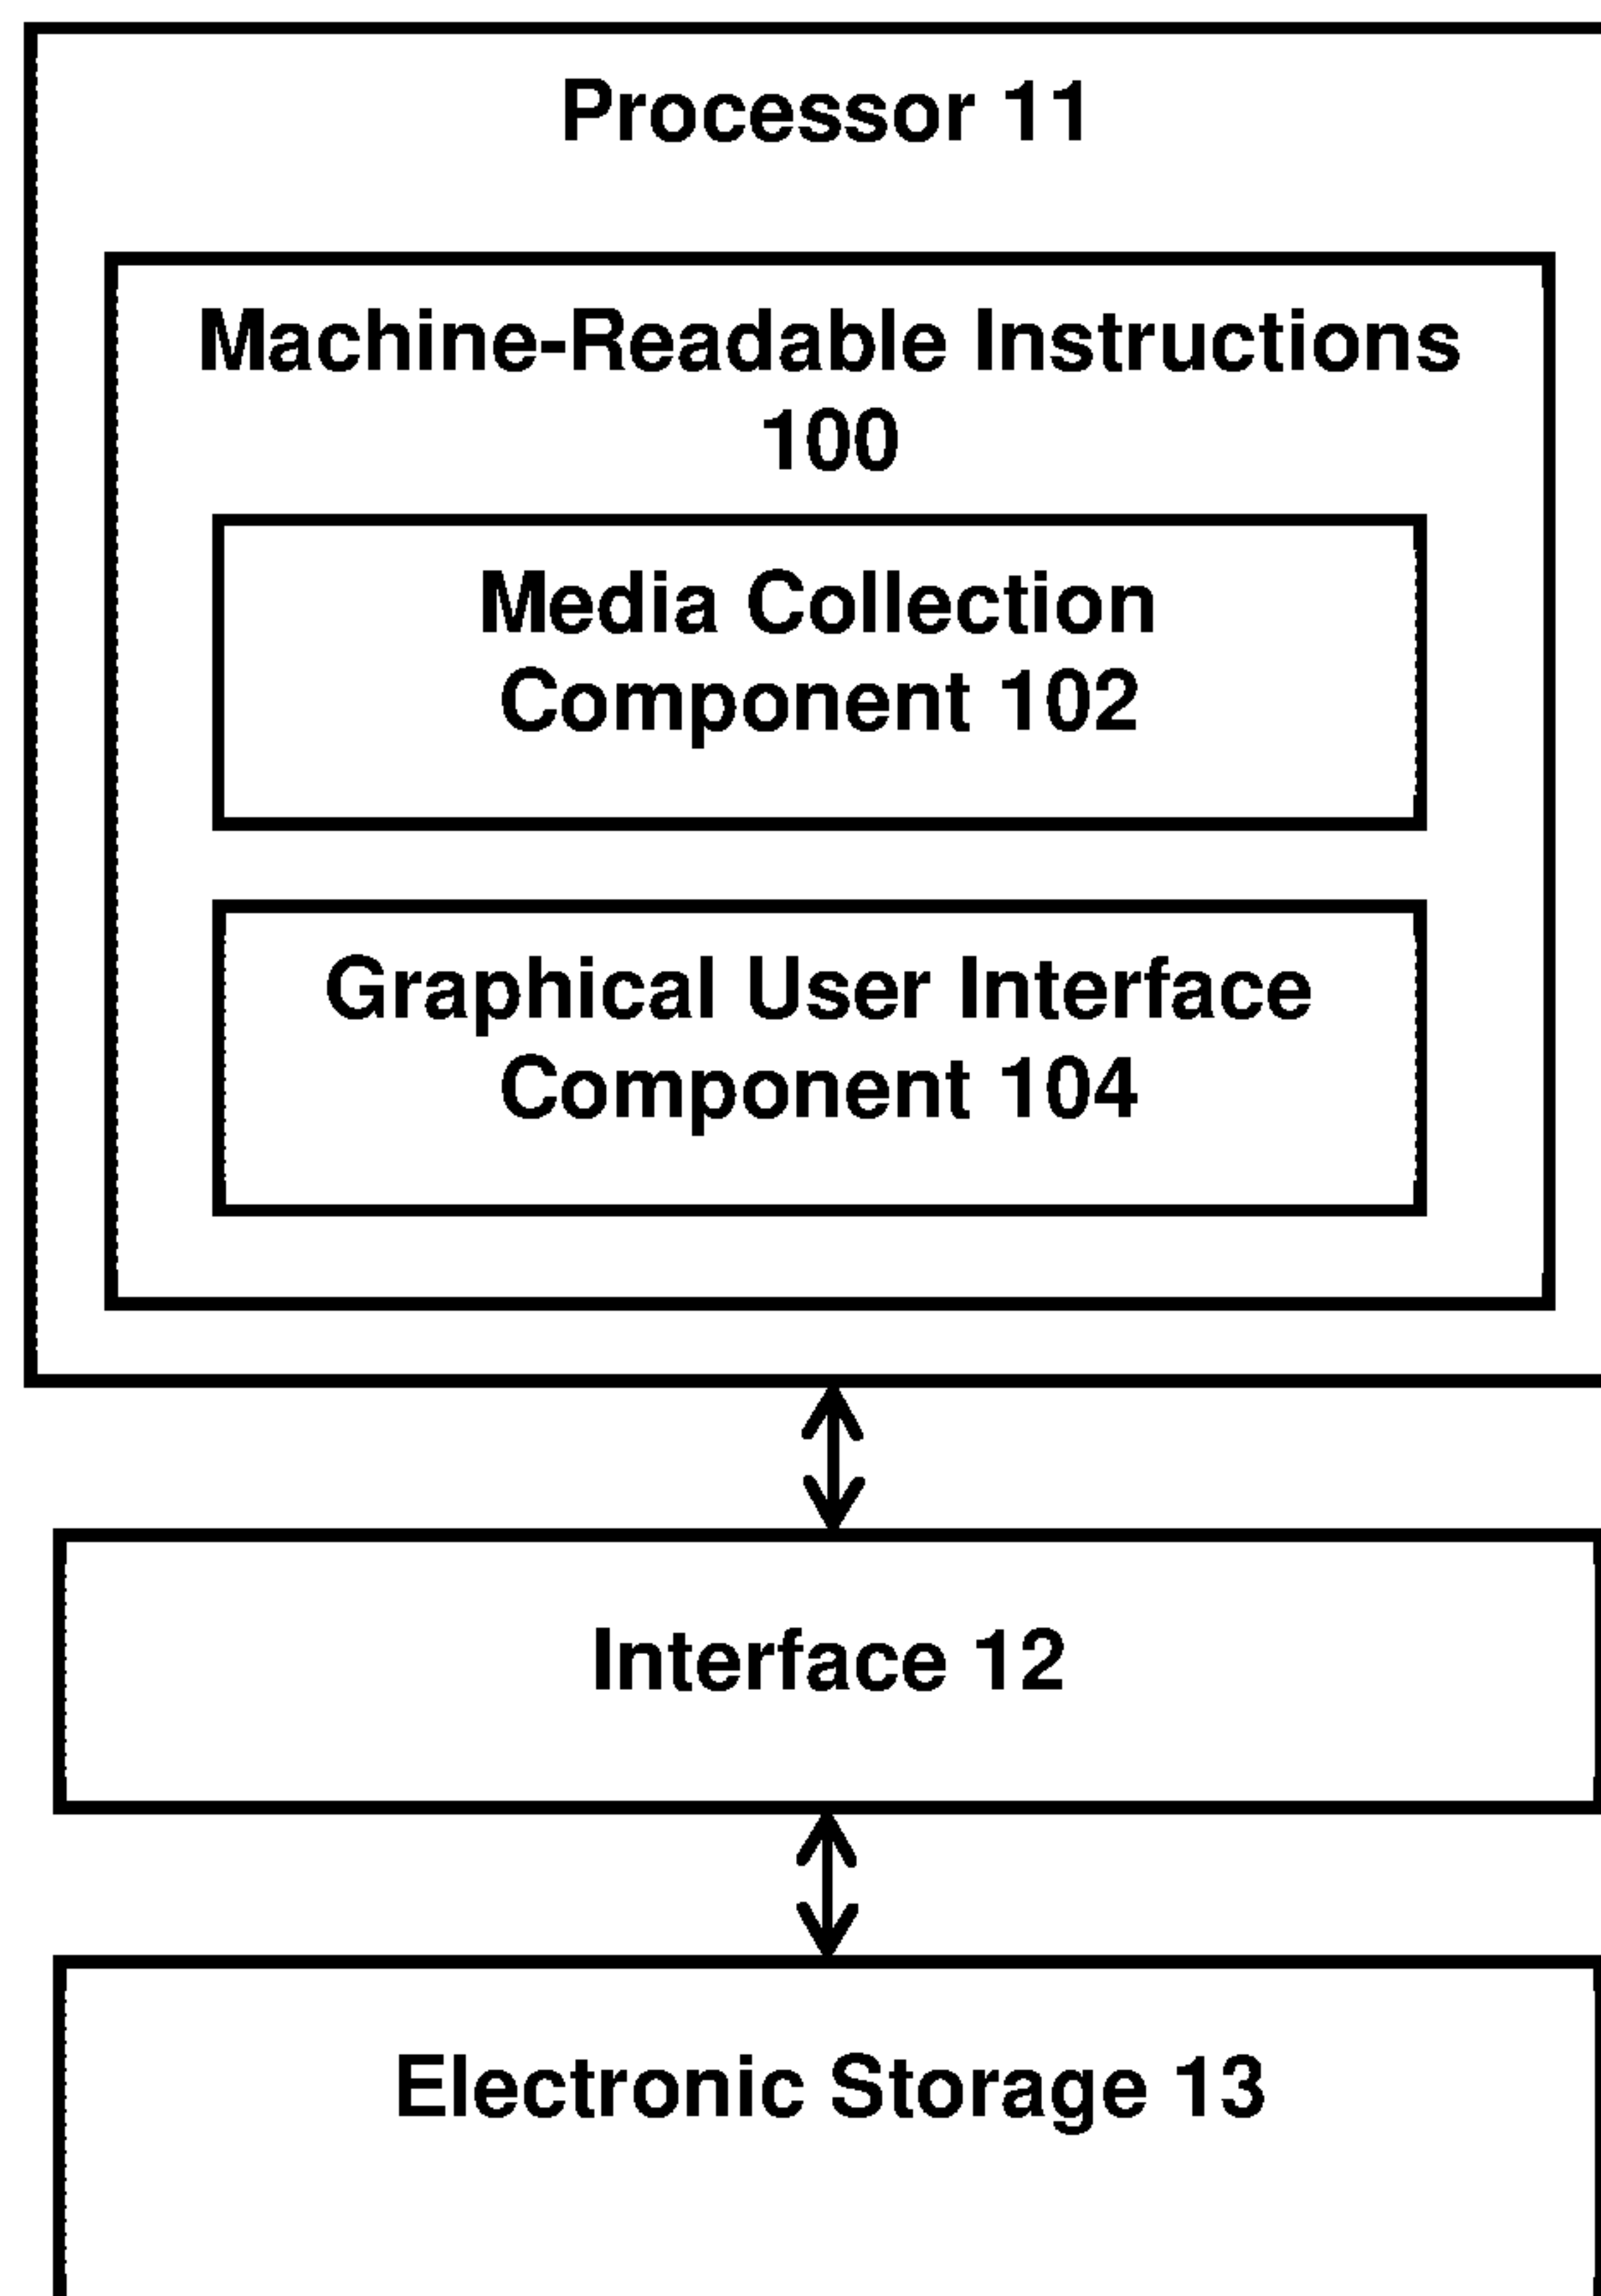 Processor 11
Machine-Readable Instructions
100
Media Collection
Component 102
Graphical User Interface
Component 104
Interface 12
Electronic Storage 13